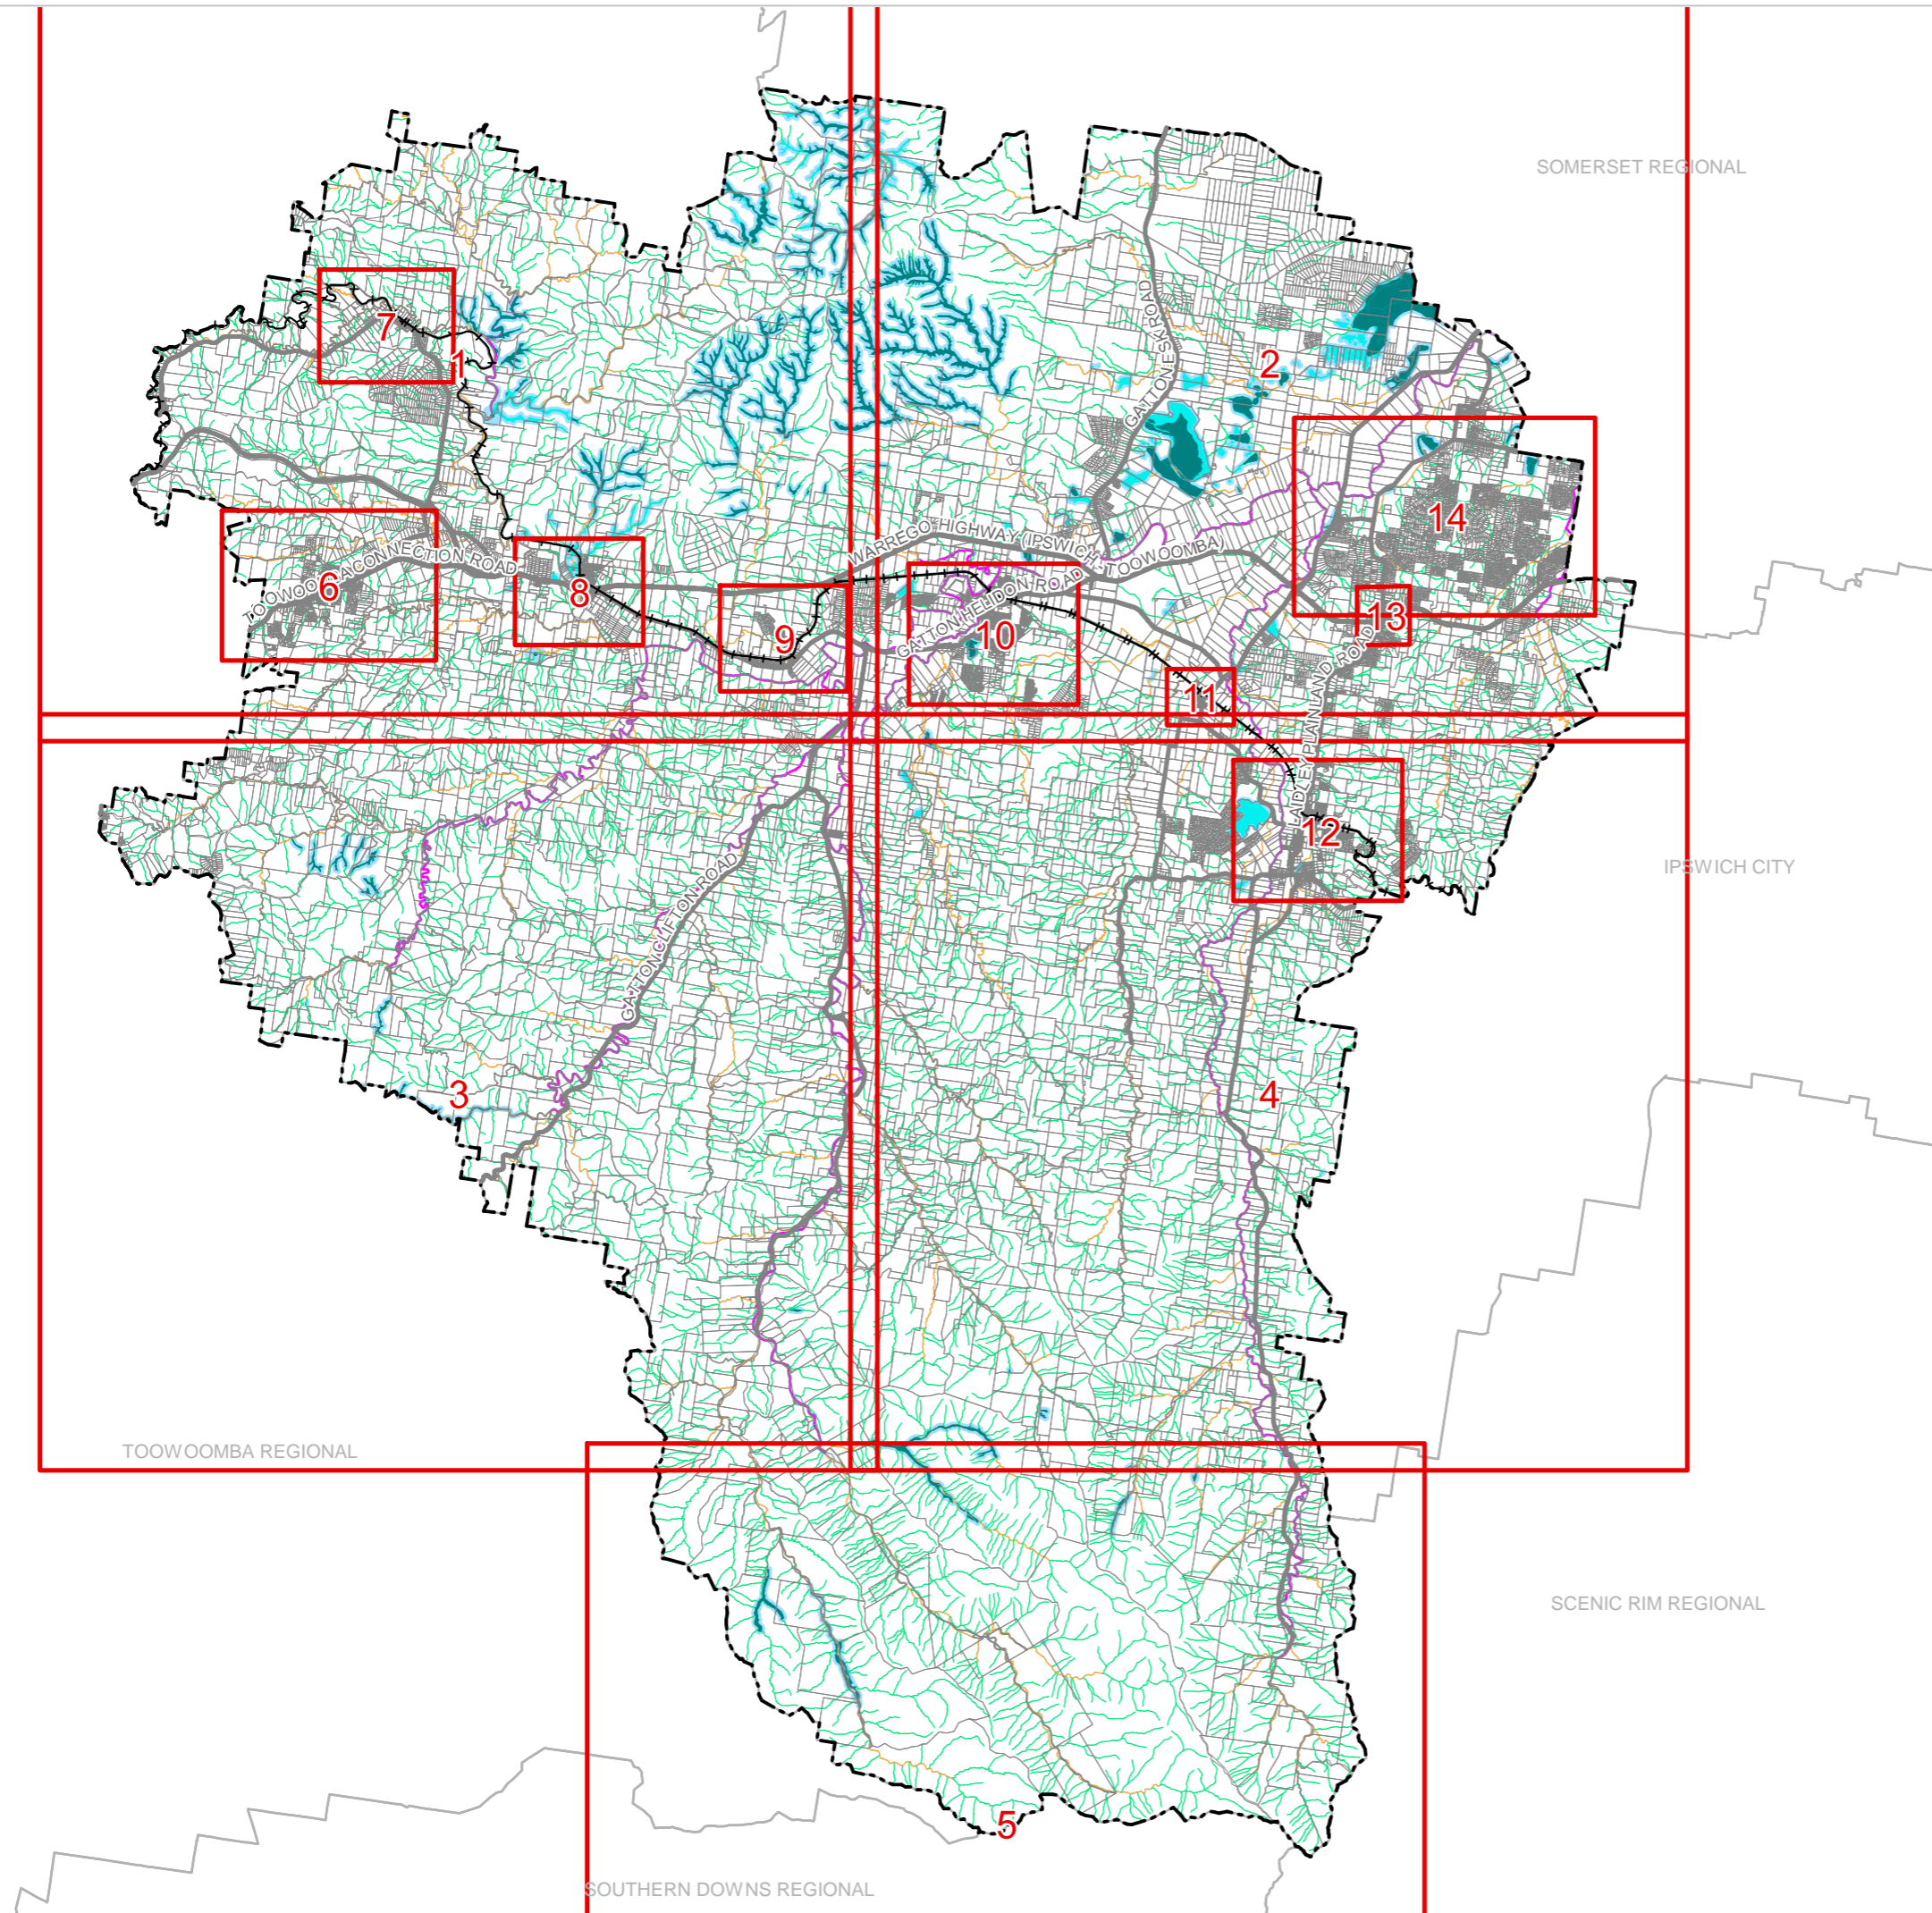 SOMERSET REGIONAL
7
1
2
GATTON ESK ROAD
14
WARREGO HIGHWAY (IPSWICH - TOOWOOMBA)
TOOWOOMBA CONNECTION ROAD
6
8
GATTON HELIDON ROAD
13
9
10
11
LAIDLEY PLAINLAND ROAD
12
GATTON CLIFTON ROAD
IPSWICH CITY
3
4
TOOWOOMBA REGIONAL
SCENIC RIM REGIONAL
5
SOUTHERN DOWNS REGIONAL